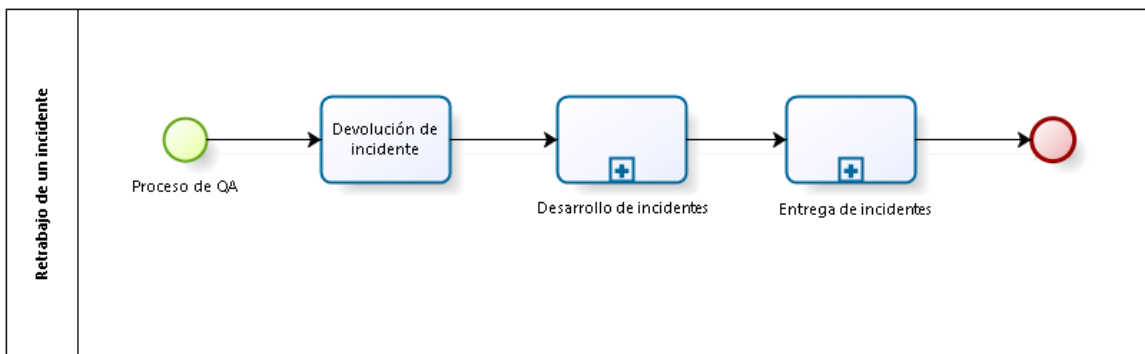 Retrabajo de un incidente
Devolución de
incidente
Proceso de QA
Desarrollo de incidentes
Entrega de incidentes